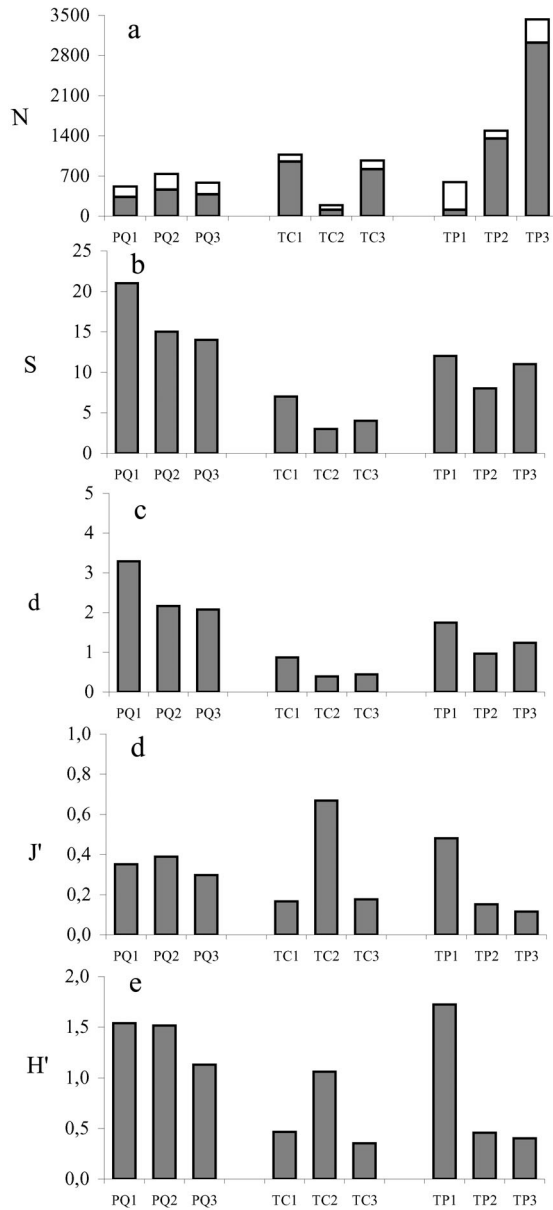 a
3500
2800
2100
1400
700
0
N
PQ1 PQ2 PQ3 TC1 TC2 TC3 TP1 TP2 TP3
b
25
20
15
10
5
0
S
PQ1 PQ2 PQ3 TC1 TC2 TC3 TP1 TP2 TP3
c
5
4
3
2
1
0
d
PQ1 PQ2 PQ3 TC1 TC2 TC3 TP1 TP2 TP3
d
1,0
0,8
0,6
0,4
0,2
0,0
J'
PQ1 PQ2 PQ3 TC1 TC2 TC3 TP1 TP2 TP3
e
2,0
1,5
1,0
0,5
0,0
H'
PQ1 PQ2 PQ3 TC1 TC2 TC3 TP1 TP2 TP3